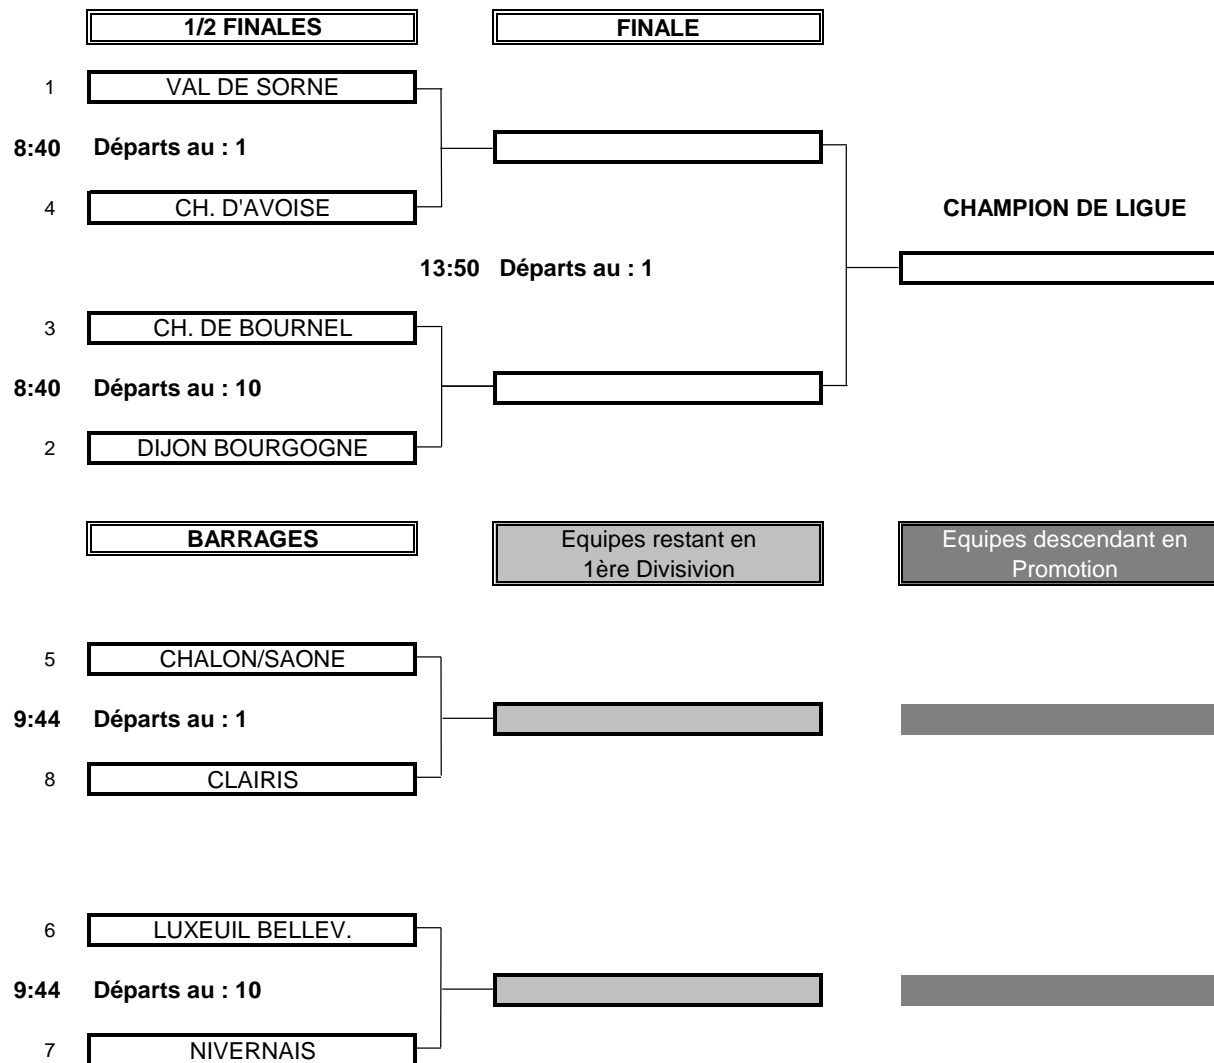 1/2 FINALES FINALE
1 VAL DE SORNE
8:40 Départs au : 1
4 CH. D'AVOISE CHAMPION DE LIGUE
13:50 Départs au : 1
3 CH. DE BOURNEL
8:40 Départs au : 10
2 DIJON BOURGOGNE
BARRAGES
Equipes restant en
1ère Divisivion
Equipes descendant en
Promotion
5 CHALON/SAONE
9:44 Départs au : 1
8 CLAIRIS
6 LUXEUIL BELLEV.
9:44 Départs au : 10
7 NIVERNAIS